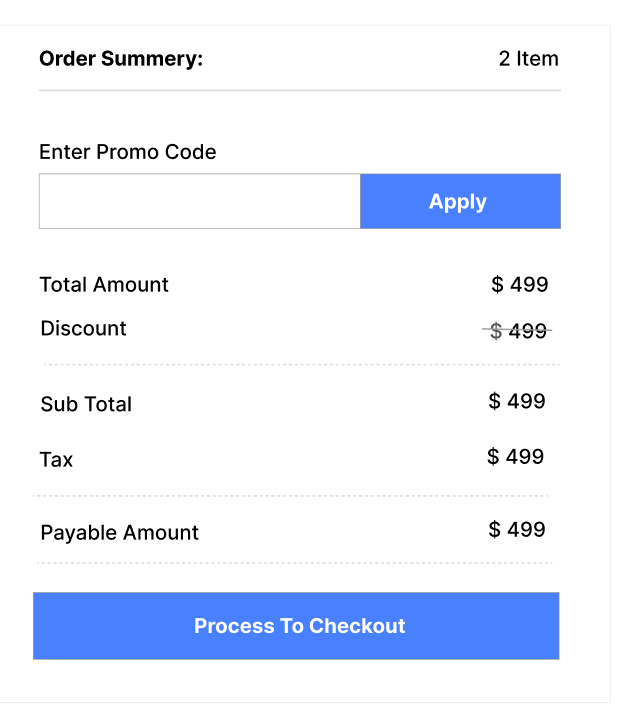 Order Summery: 2 Item
Enter Promo Code
Apply
Total Amount $ 499
Discount $ 499
Sub Total $ 499
Tax $ 499
Payable Amount $ 499
Process To Checkout